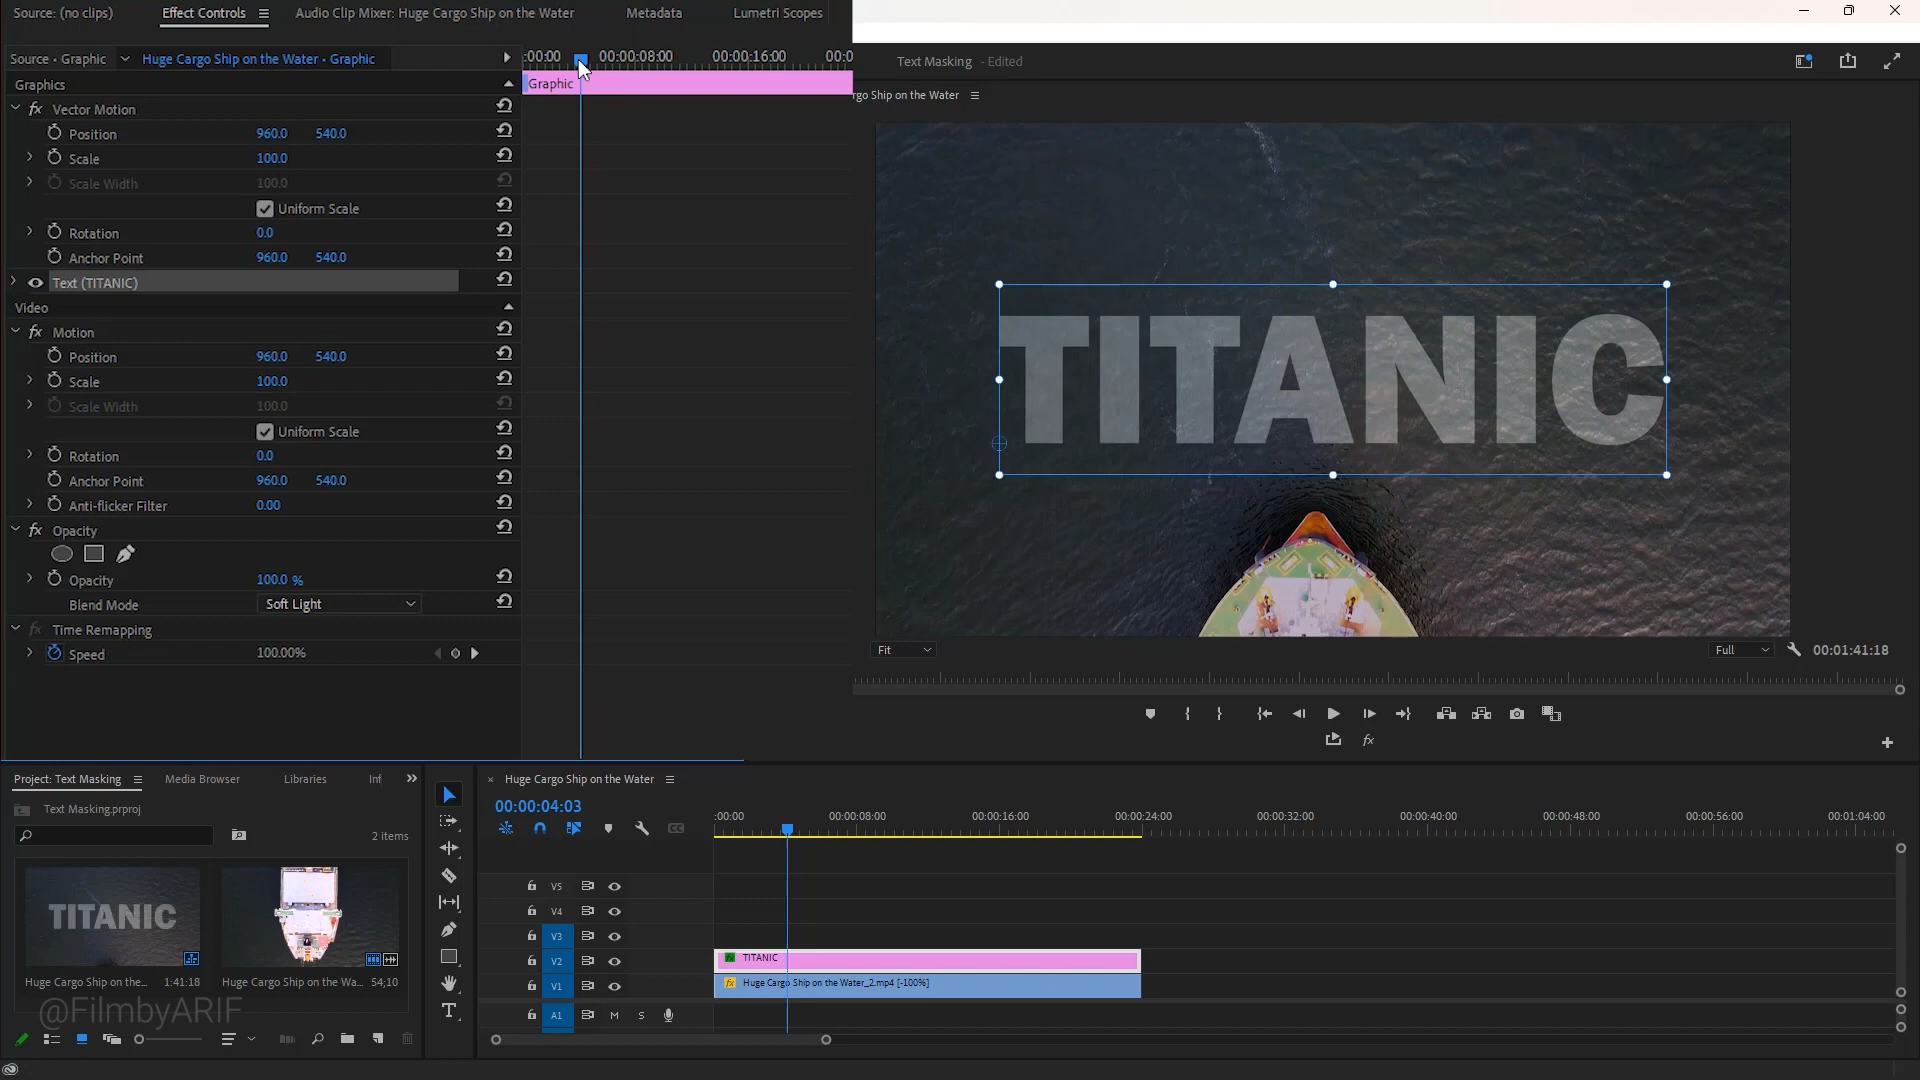 Source: (no clips)
Effect Controls
Audio Clip Mixer: Huge Cargo Ship on the Water
Metadata
Lumetri Scopes
Text Masking - Edited
Source • Graphic
Huge Cargo Ship on the Water • Graphic
:00:00
00:00:08:00
00:00:16:00
00:0
Graphics
Graphic
rgo Ship on the Water
fx Vector Motion
Position 960.0 540.0
Scale 100.0
Scale Width 100.0
Uniform Scale
Rotation 0.0
Anchor Point 960.0 540.0
Text (TITANIC)
Video
fx Motion
Position 960.0 540.0
Scale 100.0
Scale Width 100.0
Uniform Scale
Rotation 0.0
Anchor Point 960.0 540.0
Anti-flicker Filter 0.00
fx Opacity
Opacity 100.0 %
Blend Mode Soft Light
fx Time Remapping
Speed 100.00%
TITANIC
Fit
Full
00:01:41:18
fx
Project: Text Masking
Media Browser
Libraries
Inf
Text Masking.prproj
2 items
TITANIC
Huge Cargo Ship on the... 1:41:18
Huge Cargo Ship on the Wa... 54;10
@FilmbyARIF
Huge Cargo Ship on the Water
00:00:04:03
:00:00
00:00:08:00
00:00:16:00
00:00:24:00
00:00:32:00
00:00:40:00
00:00:48:00
00:00:56:00
00:01:04:00
V5
V4
V3
V2
fx TITANIC
V1
fx Huge Cargo Ship on the Water_2.mp4 [-100%]
A1 M S